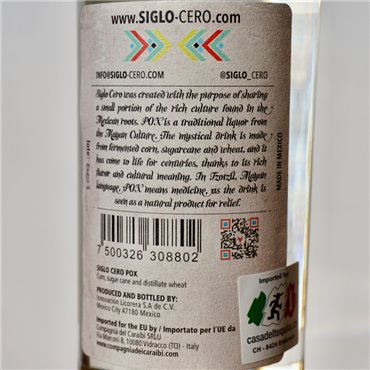 www.SIGLO-CERO.com
INFO@SIGLO-CERO.COM @SIGLO_CERO
Siglo Cero was created with the purpose of sharing
a small portion of the rich culture found in the
Mexican roots. POX is a traditional liquor from
the Mayan Culture. The mystical drink is made
from fermented corn, sugarcane and wheat, and it
has come to life for centuries, thanks to its rich
flavor and cultural meaning. In Tzotzil, Mayan
language, POX means medicine, us the drink is
seen as a natural product for relief.
MADE IN MEXICO
7 500326 308802
SIGLO CERO POX
Corn, sugar cane and distillate wheat
PRODUCED AND BOTTLED BY:
Innovación Licorera S.A de C.V.
Mexico City 47180 Mexico
Imported for the EU by / Importato per l'UE da
Compagnia dei Caraibi SRLU
Via Marconi 8, 10080 Vidracco (TO) - Italy
www.compagniadeicaraibi.com
Imported by
casadeltequila
CH - 8424